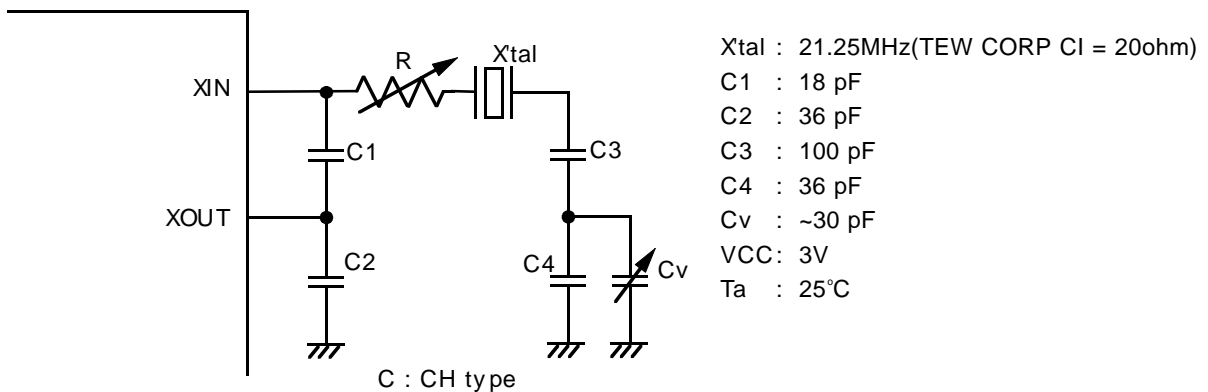 XIN
XOUT
R
X'tal
C1
C2
C3
C4
Cv
C : CH type
X'tal : 21.25MHz(TEW CORP CI = 20ohm)
C1 : 18 pF
C2 : 36 pF
C3 : 100 pF
C4 : 36 pF
Cv : ~30 pF
VCC : 3V
Ta : 25°C